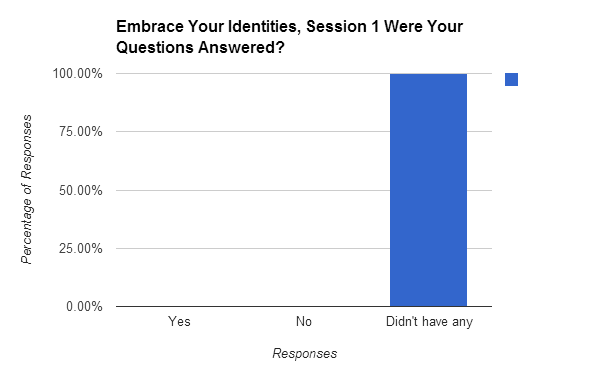 Embrace Your Identities, Session 1 Were Your
Questions Answered?
100.00%
75.00%
50.00%
25.00%
0.00%
Percentage of Responses
Yes
No
Didn't have any
Responses